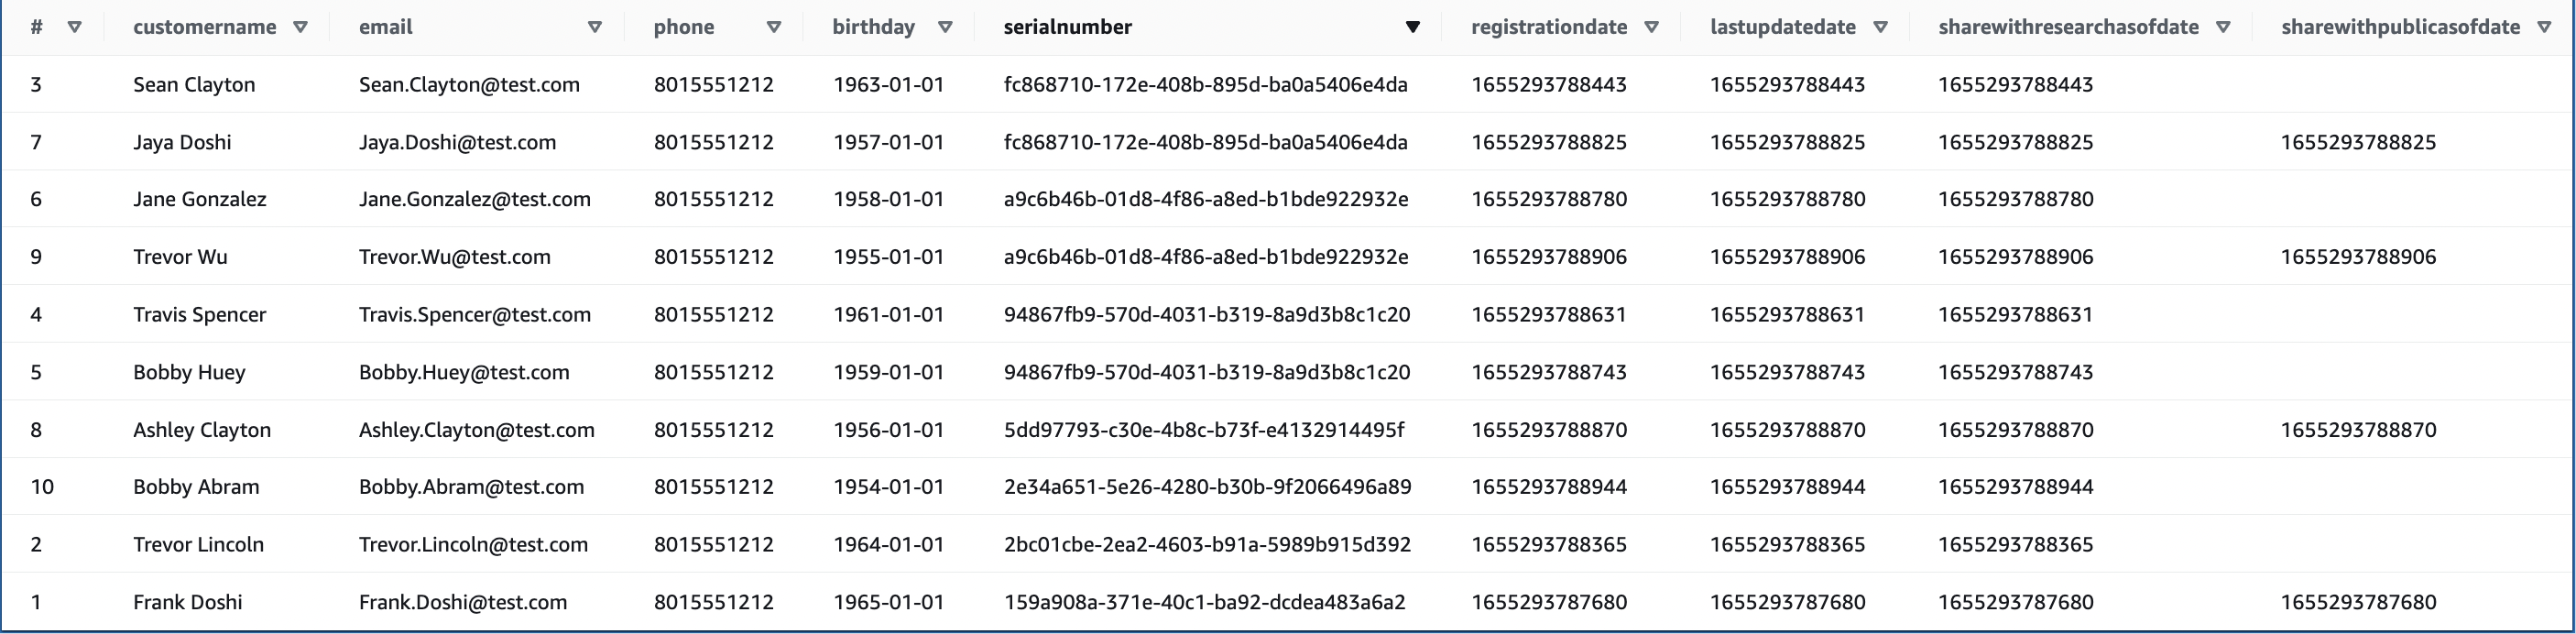 # customername email phone birthday serialnumber registrationdate lastupdatedate sharewithresearchasofdate sharewithpublicasofdate
3 Sean Clayton Sean.Clayton@test.com 8015551212 1963-01-01 fc868710-172e-408b-895d-ba0a5406e4da 1655293788443 1655293788443 1655293788443
7 Jaya Doshi Jaya.Doshi@test.com 8015551212 1957-01-01 fc868710-172e-408b-895d-ba0a5406e4da 1655293788825 1655293788825 1655293788825 1655293788825
6 Jane Gonzalez Jane.Gonzalez@test.com 8015551212 1958-01-01 a9c6b46b-01d8-4f86-a8ed-b1bde922932e 1655293788780 1655293788780 1655293788780
9 Trevor Wu Trevor.Wu@test.com 8015551212 1955-01-01 a9c6b46b-01d8-4f86-a8ed-b1bde922932e 1655293788906 1655293788906 1655293788906 1655293788906
4 Travis Spencer Travis.Spencer@test.com 8015551212 1961-01-01 94867fb9-570d-4031-b319-8a9d3b8c1c20 1655293788631 1655293788631 1655293788631
5 Bobby Huey Bobby.Huey@test.com 8015551212 1959-01-01 94867fb9-570d-4031-b319-8a9d3b8c1c20 1655293788743 1655293788743 1655293788743
8 Ashley Clayton Ashley.Clayton@test.com 8015551212 1956-01-01 5dd97793-c30e-4b8c-b73f-e4132914495f 1655293788870 1655293788870 1655293788870 1655293788870
10 Bobby Abram Bobby.Abram@test.com 8015551212 1954-01-01 2e34a651-5e26-4280-b30b-9f2066496a89 1655293788944 1655293788944 1655293788944
2 Trevor Lincoln Trevor.Lincoln@test.com 8015551212 1964-01-01 2bc01cbe-2ea2-4603-b91a-5989b915d392 1655293788365 1655293788365 1655293788365
1 Frank Doshi Frank.Doshi@test.com 8015551212 1965-01-01 159a908a-371e-40c1-ba92-dcdea483a6a2 1655293787680 1655293787680 1655293787680 1655293787680